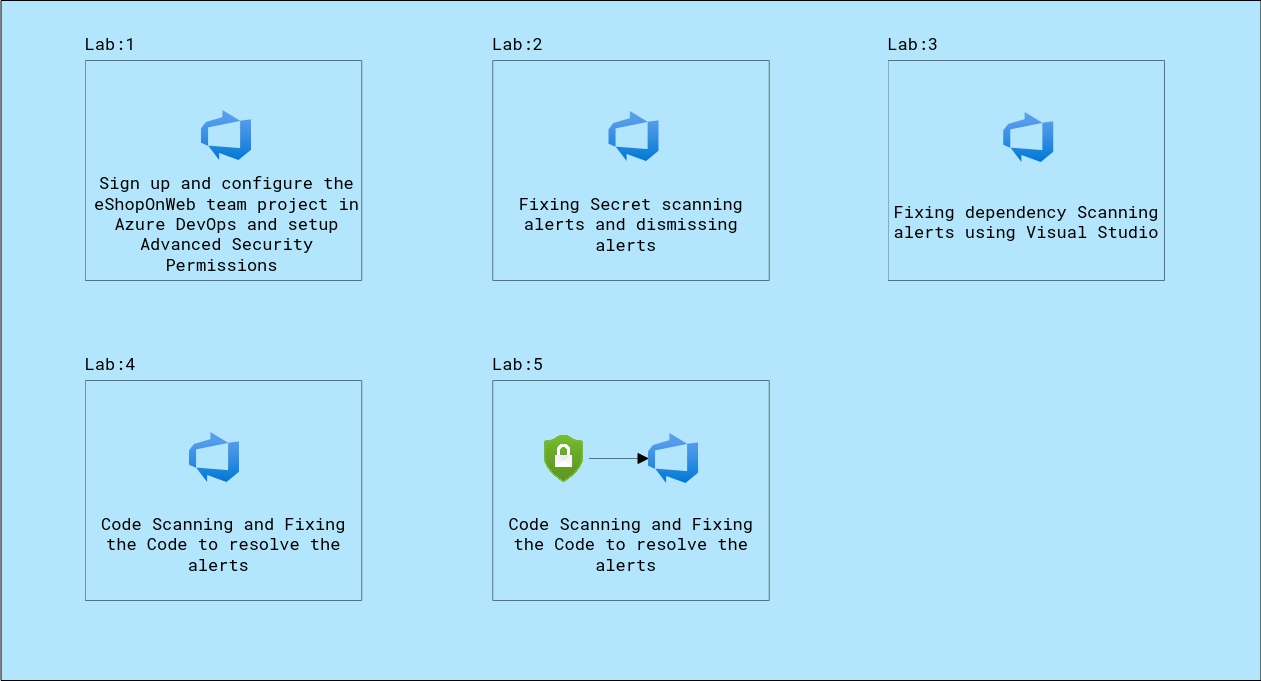 Lab:1
Sign up and configure the
eShopOnWeb team project in
Azure DevOps and setup
Advanced Security
Permissions
Lab:2
Fixing Secret scanning
alerts and dismissing
alerts
Lab:3
Fixing dependency Scanning
alerts using Visual Studio
Lab:4
Code Scanning and Fixing
the Code to resolve the
alerts
Lab:5
Code Scanning and Fixing
the Code to resolve the
alerts